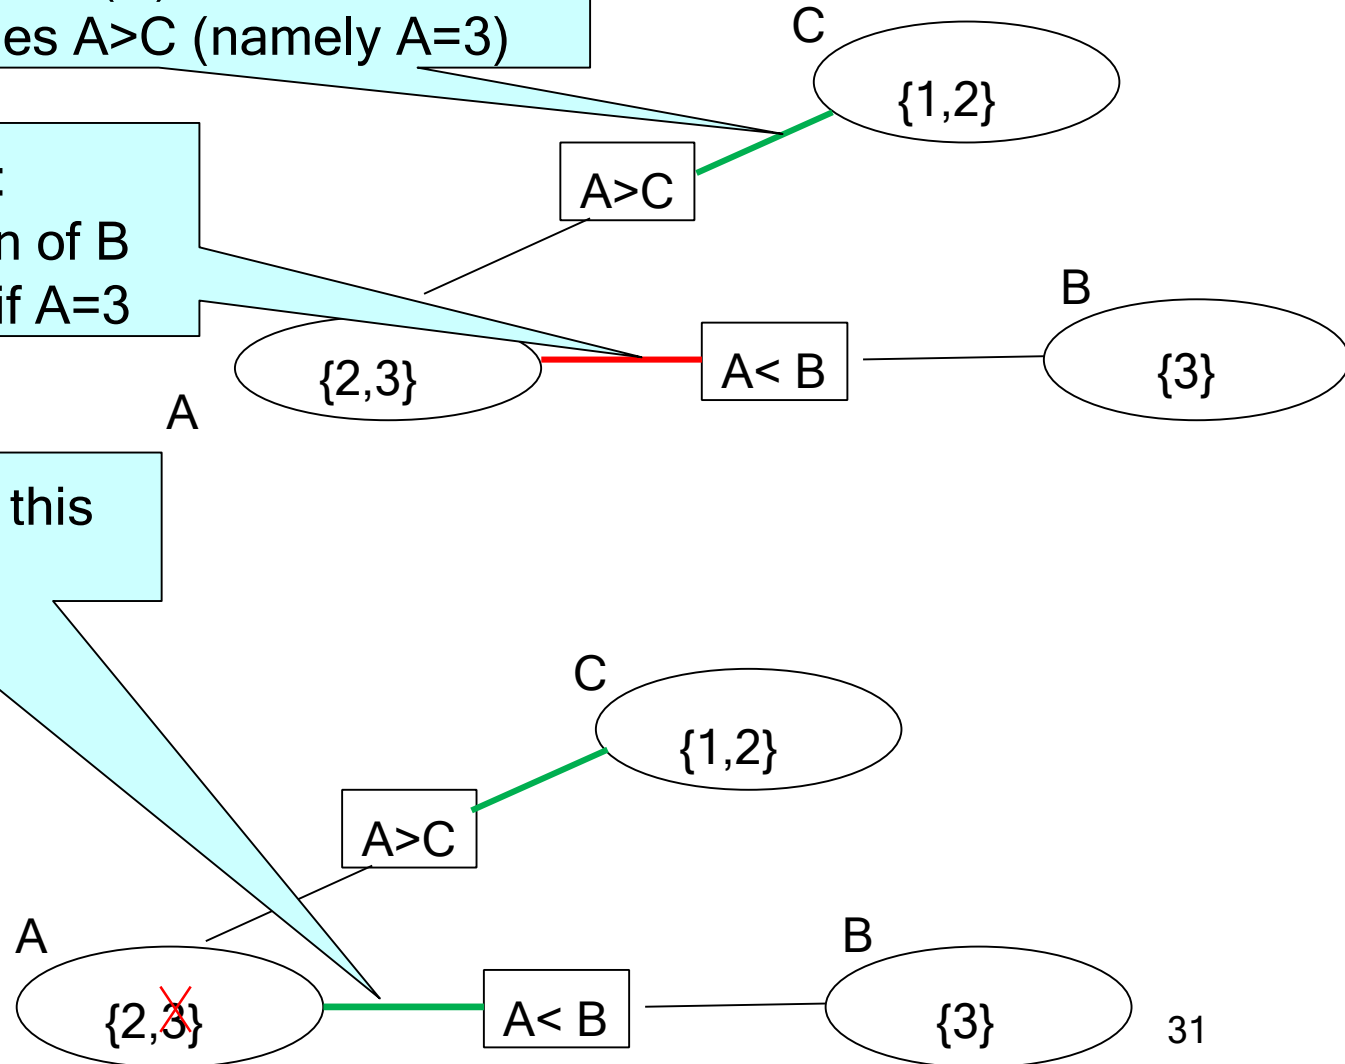 es A>C (namely A=3)
C
{1,2}
A>C
:
n of B
if A=3
B
A< B
{2,3}
{3}
A
this
C
{1,2}
A>C
A
B
{2,3}
A< B
{3}
31